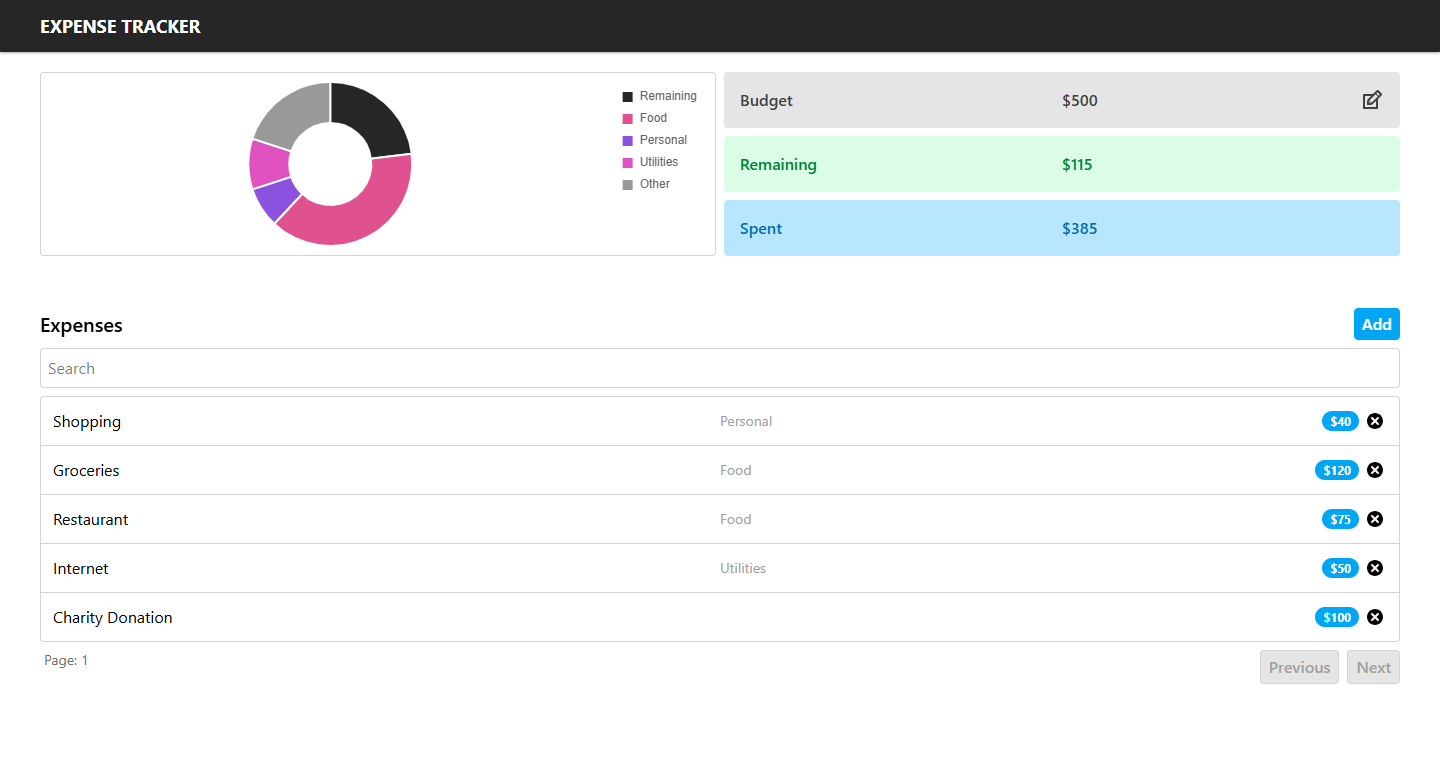 EXPENSE TRACKER
Remaining
Food
Personal
Utilities
Other
Budget $500
Remaining $115
Spent $385
Expenses Add
Search
Shopping Personal $40
Groceries Food $120
Restaurant Food $75
Internet Utilities $50
Charity Donation $100
Page: 1 Previous Next